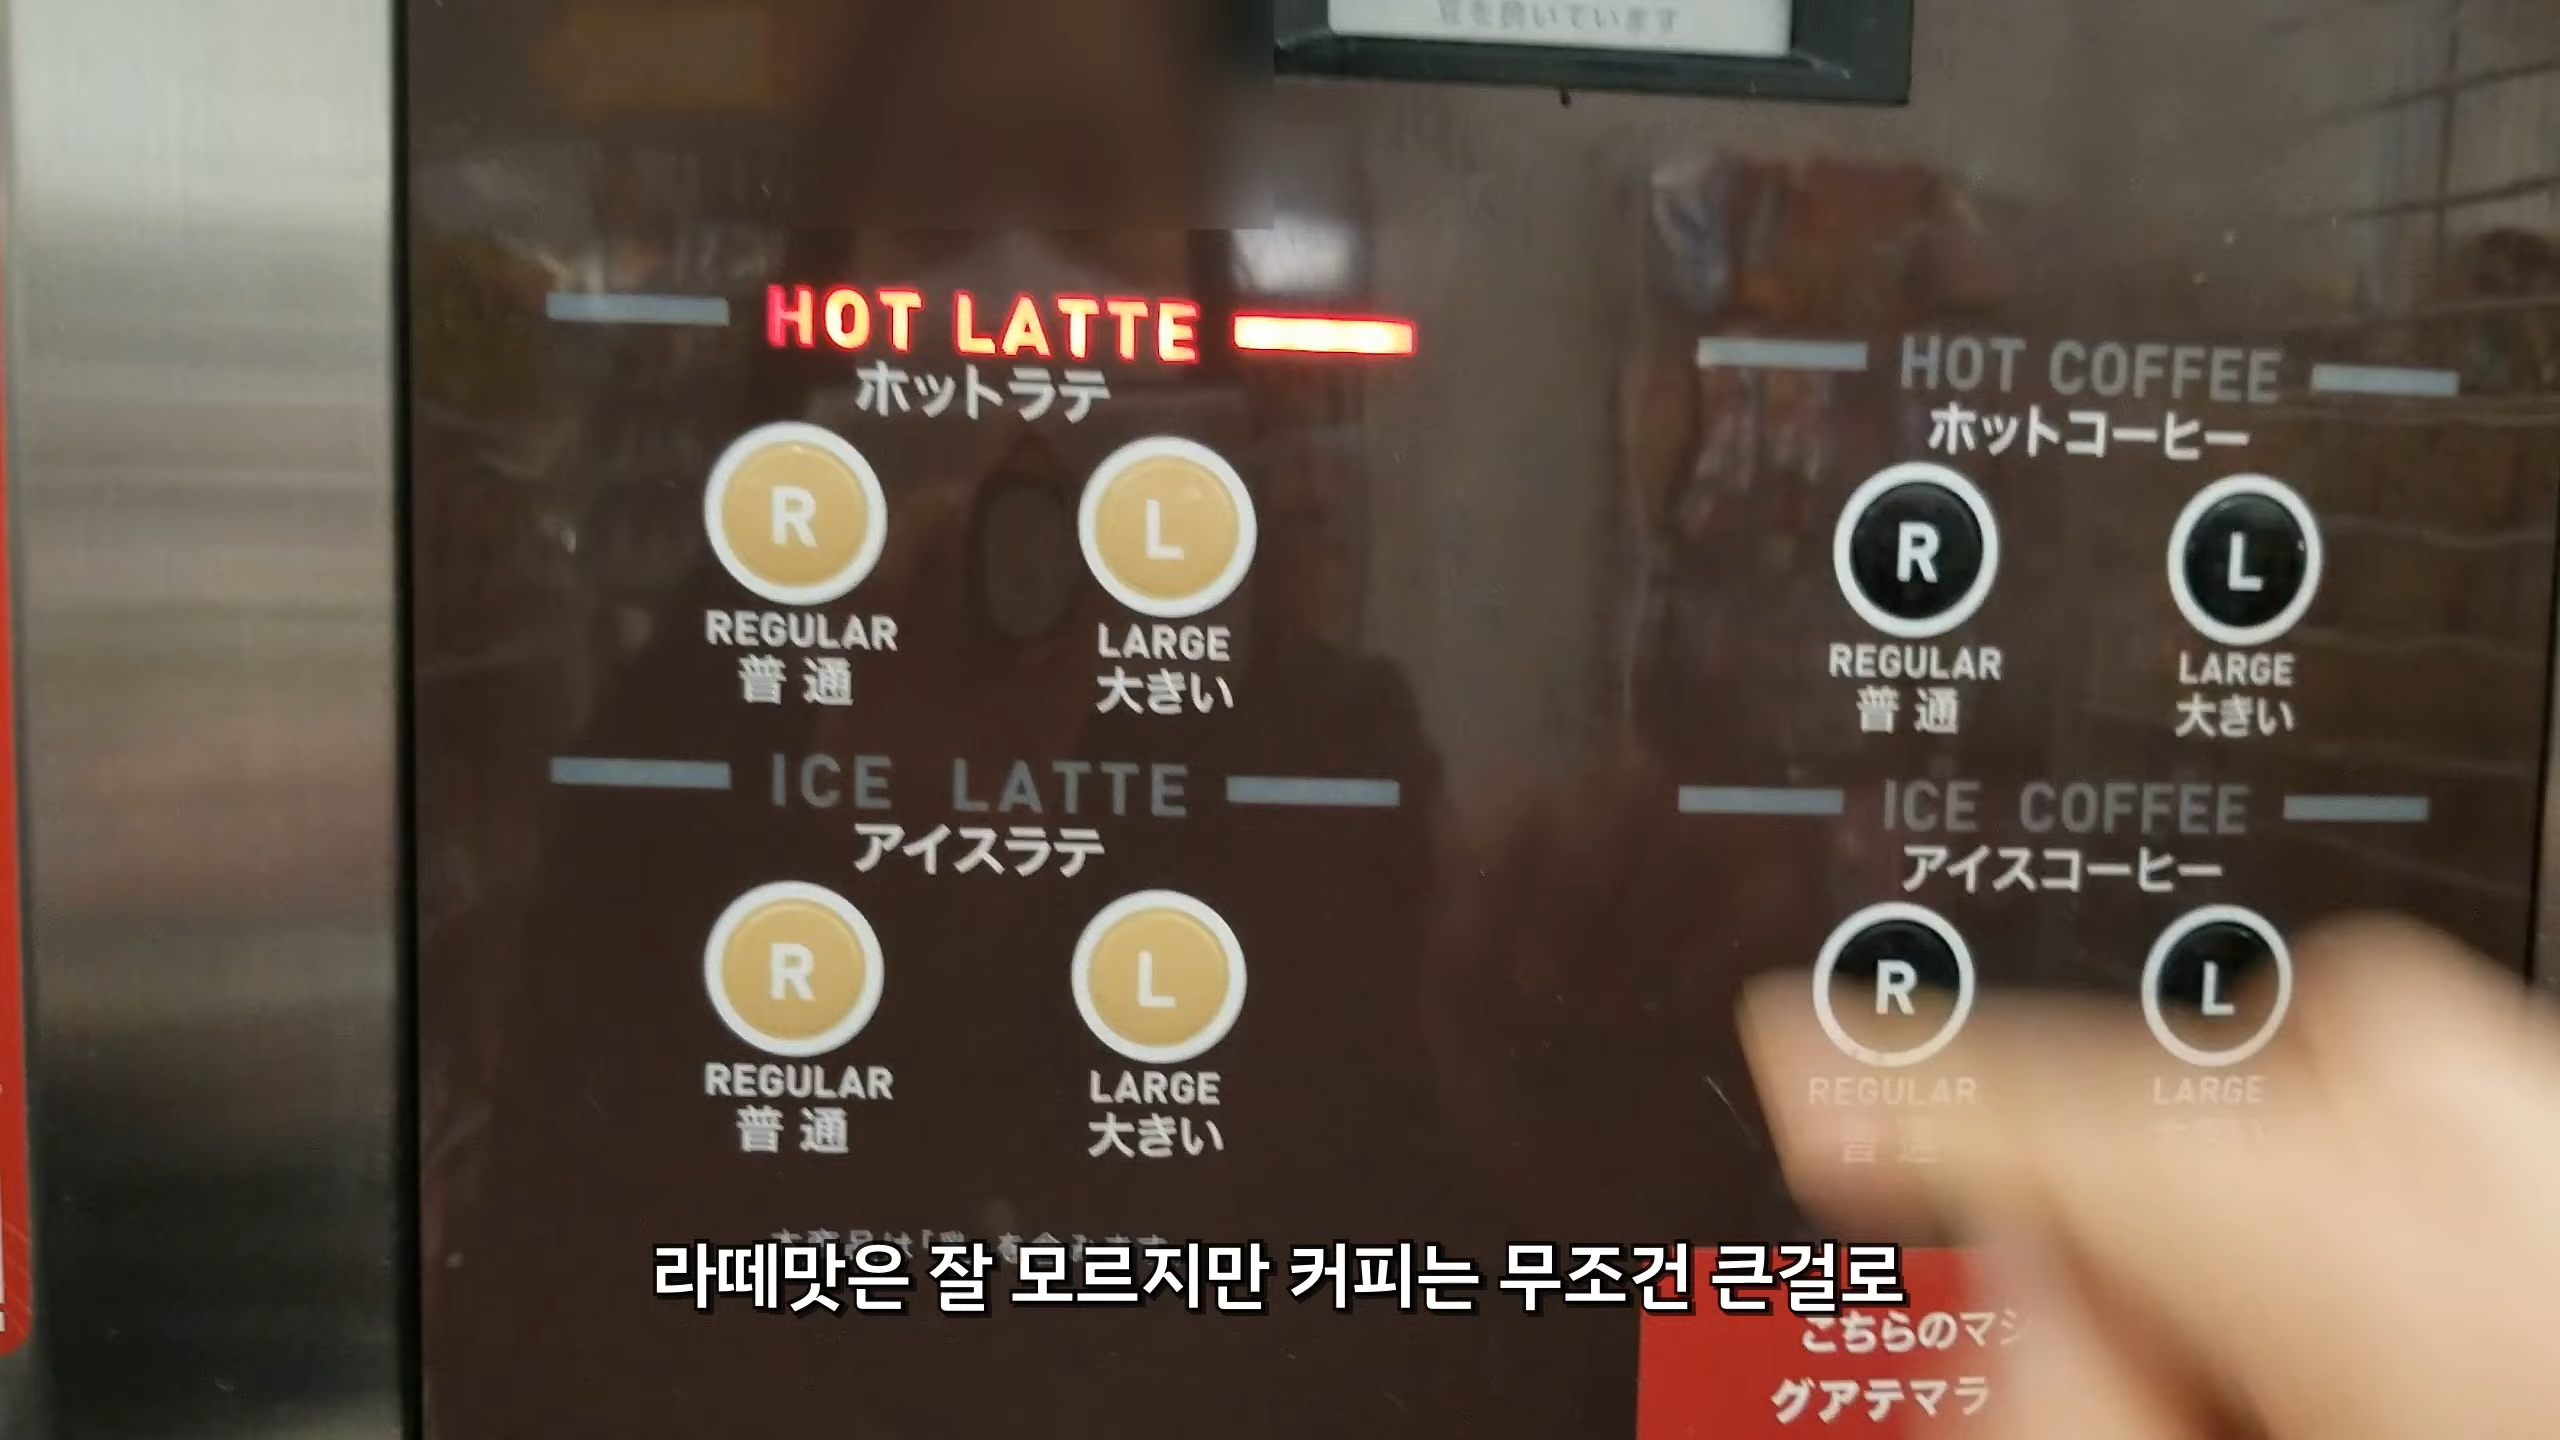 HOT LATTE
ホットラテ
R
L
REGULAR
普通
LARGE
大きい
HOT COFFEE
ホットコーヒー
R
L
REGULAR
普通
LARGE
大きい
ICE LATTE
アイスラテ
R
L
REGULAR
普通
LARGE
大きい
ICE COFFEE
アイスコーヒー
R
L
REGULAR
普通
LARGE
라떼맛은 잘 모르지만 커피는 무조건 큰걸로
こちらのマシ
グアテマラ